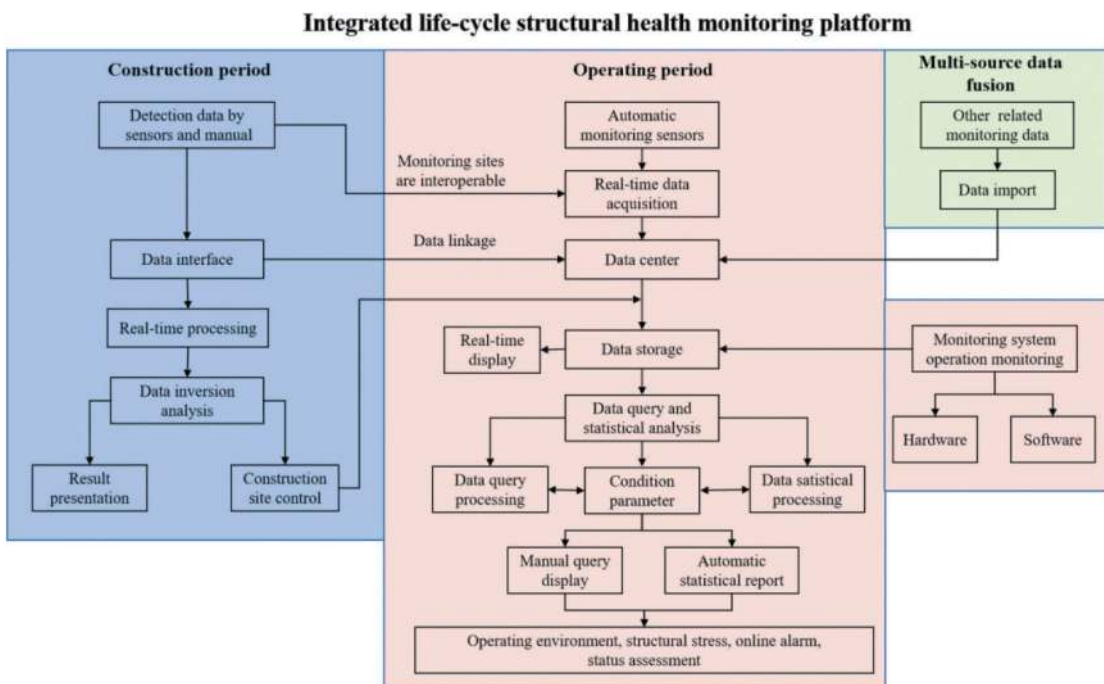 Integrated life-cycle structural health monitoring platform
Construction period
Detection data by
sensors and manual
Data interface
Real-time processing
Data inversion
analysis
Result
presentation
Construction
site control
Monitoring sites
are interoperable
Data linkage
Operating period
Automatic
monitoring sensors
Real-time data
acquisition
Data center
Real-time
display
Data storage
Data query and
statistical analysis
Data query
processing
Condition
parameter
Data satistical
processing
Manual query
display
Automatic
statistical report
Operating environment, structural stress, online alarm,
status assessment
Multi-source data
fusion
Other related
monitoring data
Data import
Monitoring system
operation monitoring
Hardware
Software